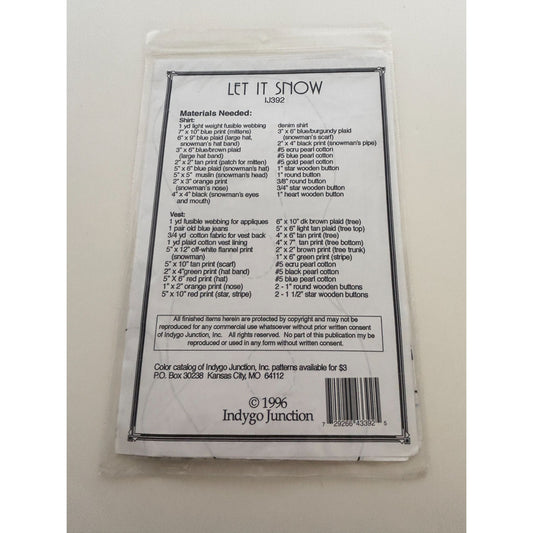 LET IT SNOW
IJ392
Materials Needed:
Shirt:
1 yd light weight fusible webbing
7" x 10" blue print (mittens)
6" x 9" blue plaid (large hat,
snowman's hat band)
3" x 6" blue/brown plaid
(large hat band)
2" x 2" tan print (patch for mitten)
5" x 8" blue plaid (snowman's hat)
5" x 5" muslin (snowman's head)
2" x 3" orange print
(snowman's nose)
4" x 4" black (snowman's eyes
and mouth)
denim shirt
3" x 6" blue/burgundy plaid
(snowman's scarf)
2" x 4" black print (snowman's pipe)
#5 ecru pearl cotton
#5 blue pearl cotton
#5 gold pearl cotton
1" star wooden button
1" round button
3/8" round button
3/4" star wooden button
1" heart wooden button
Vest:
1 yd fusible webbing for appliques
1 pair old blue jeans
3/4 yd cotton fabric for vest back
1 yd plaid cotton vest lining
5" x 12" off-white flannel print
(snowman)
5" x 10" tan print (scarf)
2" x 4"green print (hat band)
5" X 6" red print (hat)
1" x 2" orange print (nose)
5" x 10" red print (star, stripe)
6" x 10" dk brown plaid (tree)
5" x 6" light tan plaid (tree top)
4" x 6" tan print (tree)
4" x 7" tan print (tree bottom)
2" x 2" brown print (tree trunk)
1" x 6" green print (stripe)
#5 ecru pearl cotton
#5 black pearl cotton
#5 blue pearl cotton
2 - 1" round wooden buttons
2 - 1 1/2" star wooden buttons
All finished items herein are protected by copyright and may not be
reproduced for any commercial use whatsoever without prior written consent
of Indygo Junction, Inc. All rights reserved. No part of this publication my be
reproduced or used in any form without written consent.
Color catalog of Indygo Junction, Inc. patterns available for $3
P.O. Box 30238 Kansas City, MO 64112
© 1996
Indygo Junction
7 29266 43392 5